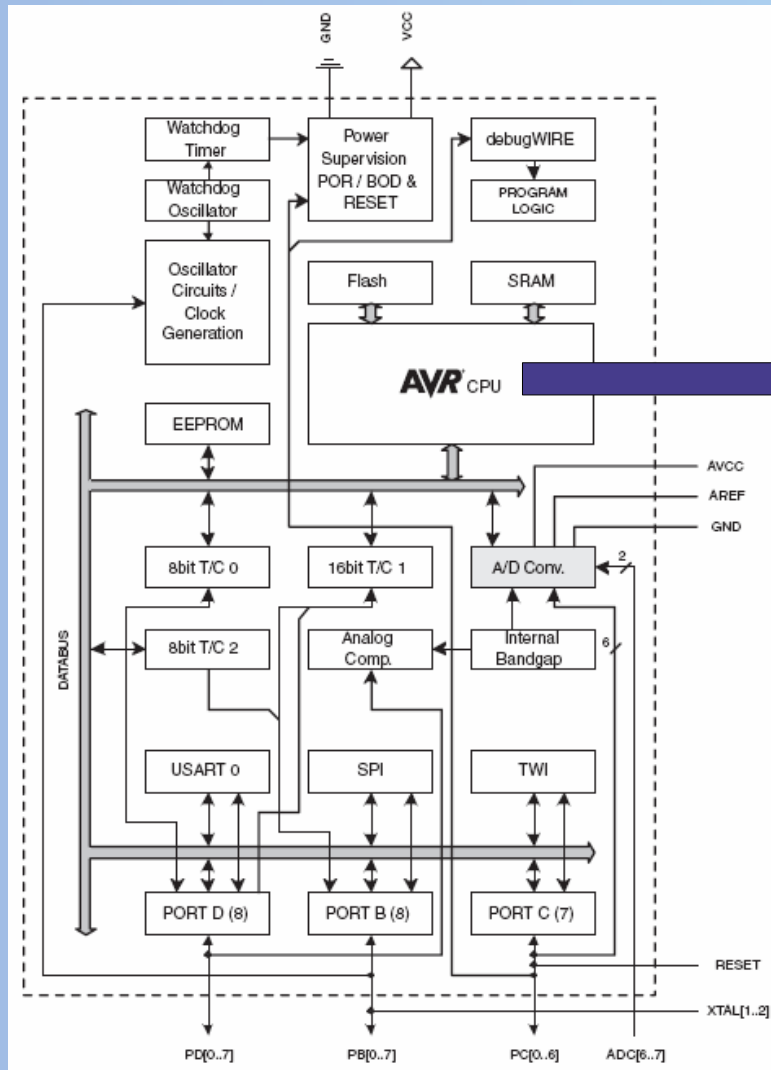 GND
VCC
Watchdog
Timer
Power
Supervision
POR / BOD &
RESET
debugWIRE
Watchdog
Oscillator
PROGRAM
LOGIC
Oscillator
Circuits /
Clock
Generation
Flash
SRAM
AVR CPU
EEPROM
AVCC
AREF
GND
8bit T/C 0
16bit T/C 1
A/D Conv.
2
8bit T/C 2
Analog
Comp.
Internal
Bandgap
6
DATABUS
USART 0
SPI
TWI
PORT D (8)
PORT B (8)
PORT C (7)
RESET
XTAL[1..2]
PD[0..7]
PB[0..7]
PC[0..6]
ADC[6..7]